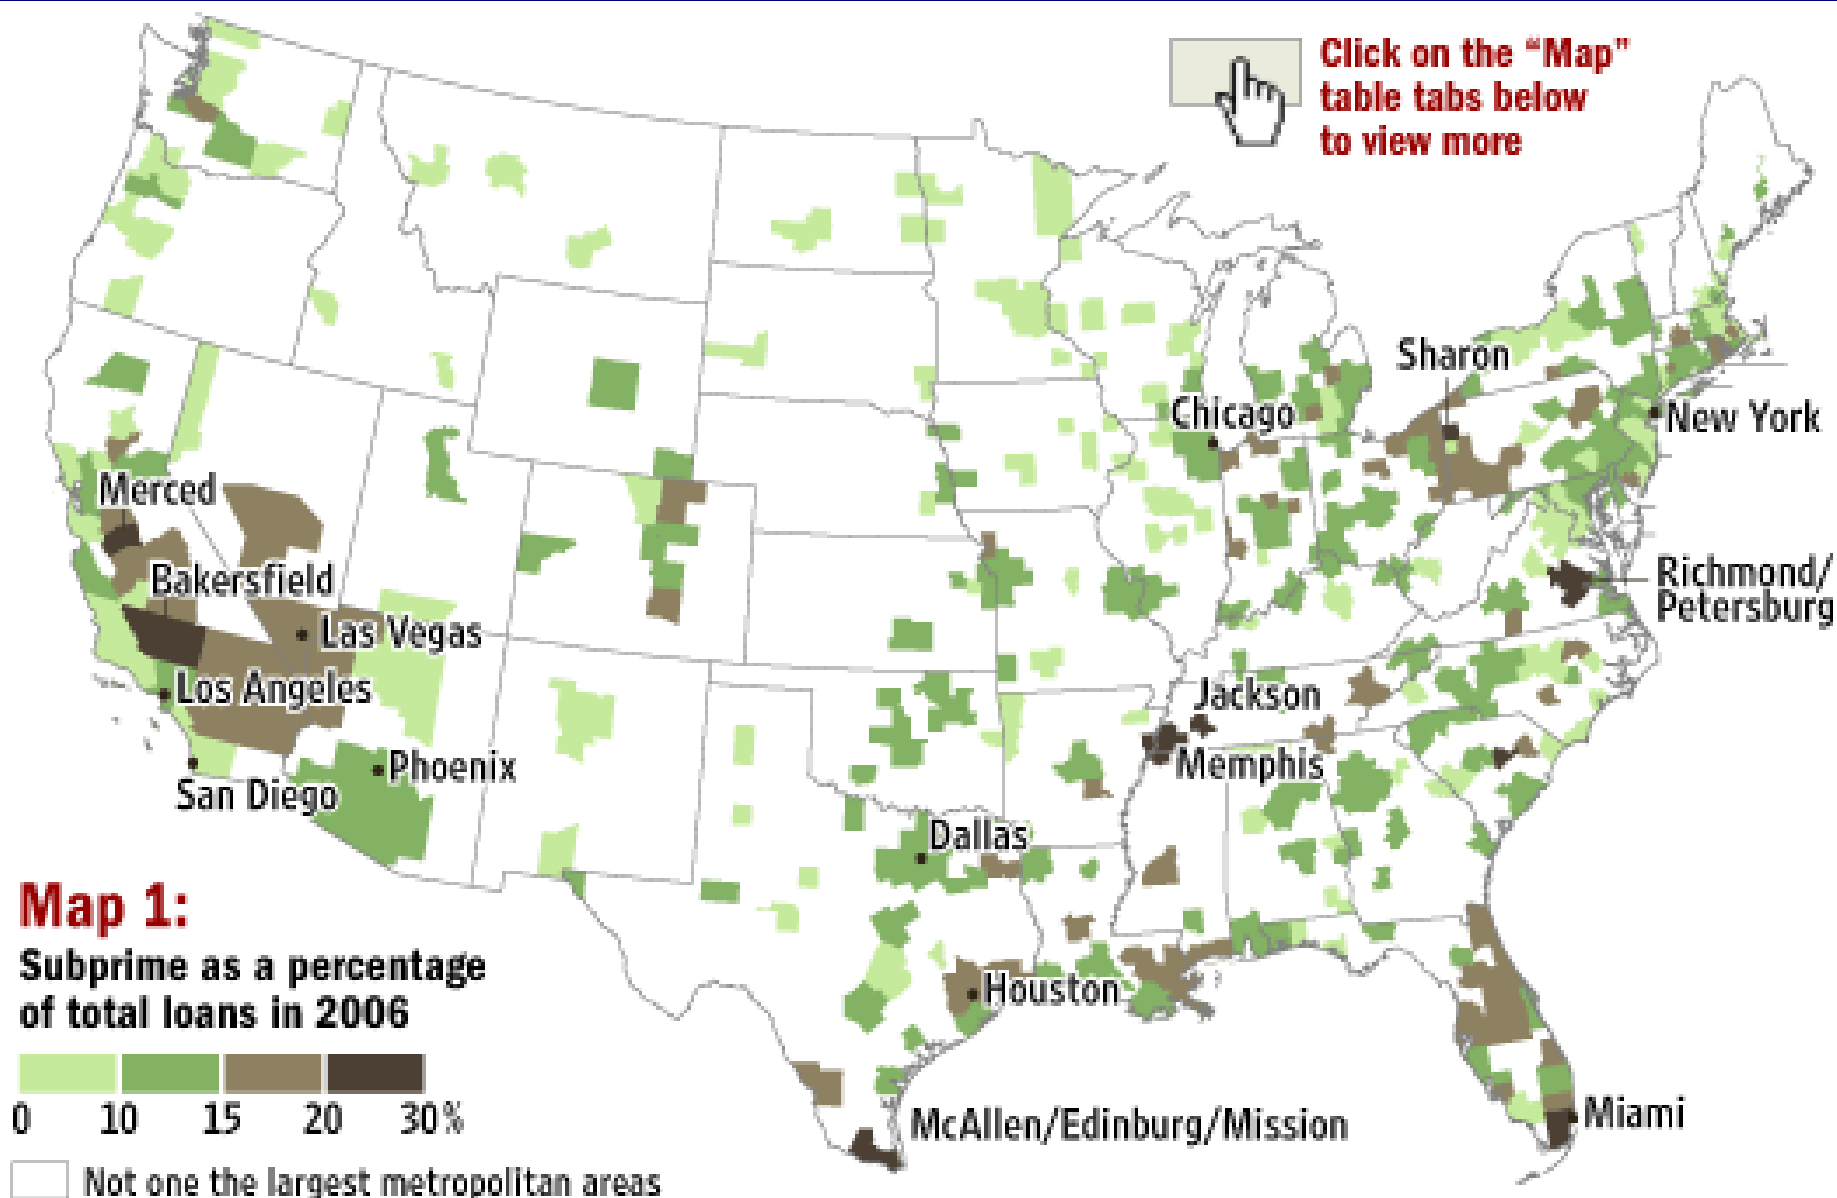 Click on the “Map”
table tabs below
to view more
Sharon
Chicago
New York
Merced
Bakersfield
Richmond/
Petersburg
Las Vegas
Los Angeles
Jackson
Memphis
Phoenix
San Diego
Dallas
Map 1:
Subprime as a percentage
of total loans in 2006
Houston
0 10 15 20 30%
McAllen/Edinburg/Mission
Miami
Not one the largest metropolitan areas